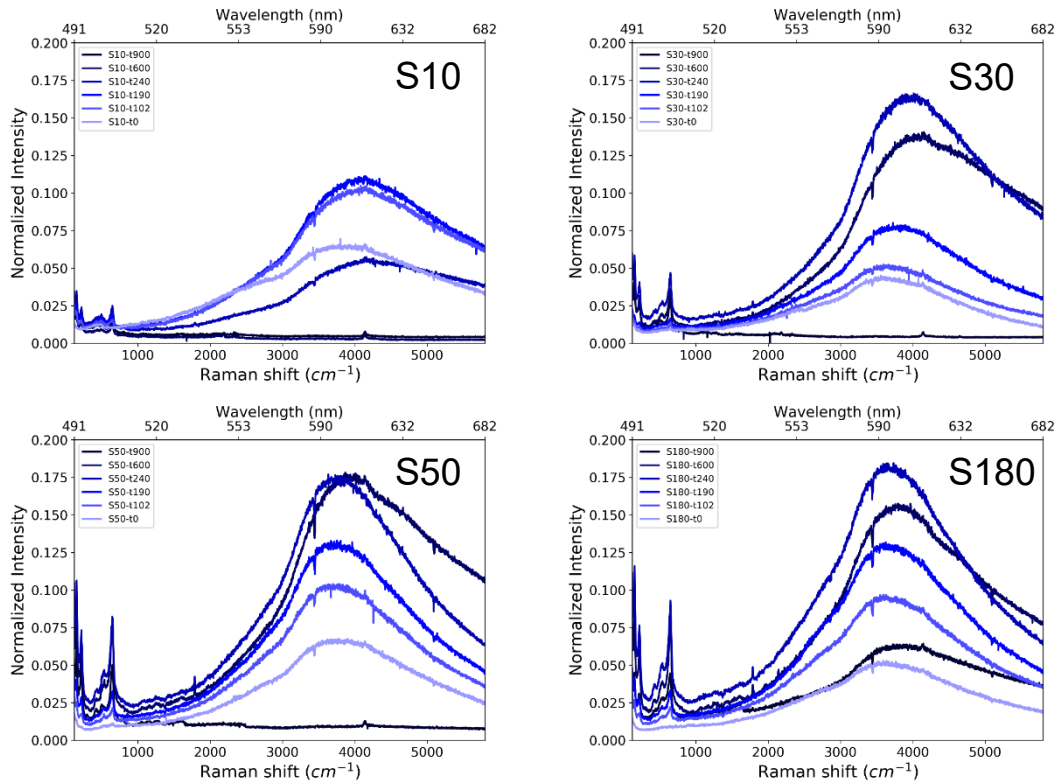 Wavelength (nm)
491 520 553 590 632 682
S10
S10-t900
S10-t600
S10-t240
S10-t190
S10-t102
S10-t0
Normalized Intensity
0.200
0.175
0.150
0.125
0.100
0.075
0.050
0.025
0.000
1000 2000 3000 4000 5000
Raman shift (cm⁻¹)
Wavelength (nm)
491 520 553 590 632 682
S30
S30-t900
S30-t600
S30-t240
S30-t190
S30-t102
S30-t0
Normalized Intensity
0.200
0.175
0.150
0.125
0.100
0.075
0.050
0.025
0.000
1000 2000 3000 4000 5000
Raman shift (cm⁻¹)
Wavelength (nm)
491 520 553 590 632 682
S50
S50-t900
S50-t600
S50-t240
S50-t190
S50-t102
S50-t0
Normalized Intensity
0.200
0.175
0.150
0.125
0.100
0.075
0.050
0.025
0.000
1000 2000 3000 4000 5000
Raman shift (cm⁻¹)
Wavelength (nm)
491 520 553 590 632 682
S180
S180-t900
S180-t600
S180-t240
S180-t190
S180-t102
S180-t0
Normalized Intensity
0.200
0.175
0.150
0.125
0.100
0.075
0.050
0.025
0.000
1000 2000 3000 4000 5000
Raman shift (cm⁻¹)